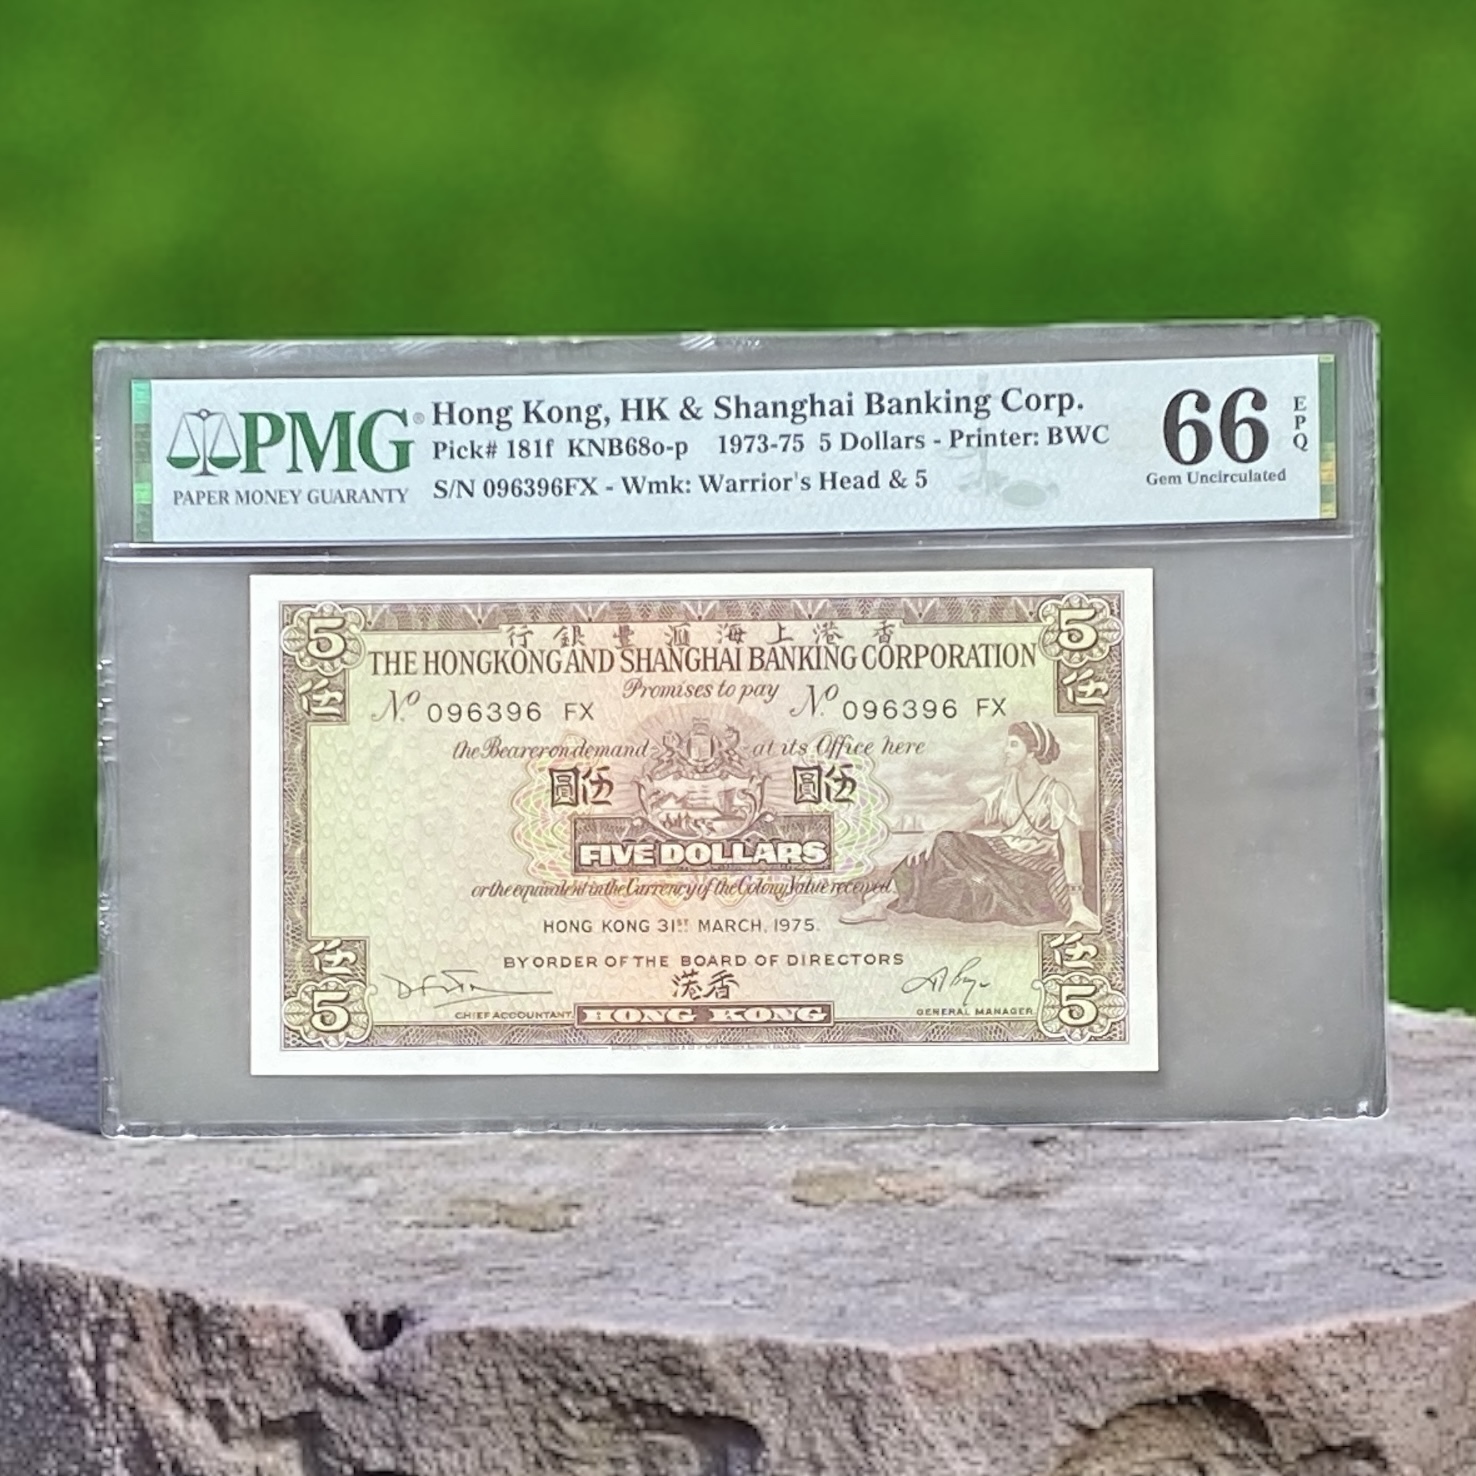 PMG®
PAPER MONEY GUARANTY
Hong Kong, HK & Shanghai Banking Corp.
Pick# 181f KNB68o-p 1973-75 5 Dollars - Printer: BWC
S/N 096396FX - Wmk: Warrior's Head & 5
66
EPQ
Gem Uncirculated
5
5
行銀豐滙海上港香
THE HONGKONG AND SHANGHAI BANKING CORPORATION
伍
伍
Promises to pay
No. 096396 FX
No. 096396 FX
the Bearer on demand at its Office here
圓伍
圓伍
FIVE DOLLARS
or the equivalent in the Currency of the Colony Value received.
HONG KONG 31ST MARCH, 1975.
BY ORDER OF THE BOARD OF DIRECTORS
伍
伍
港香
5
5
CHIEF ACCOUNTANT.
HONG KONG
GENERAL MANAGER.